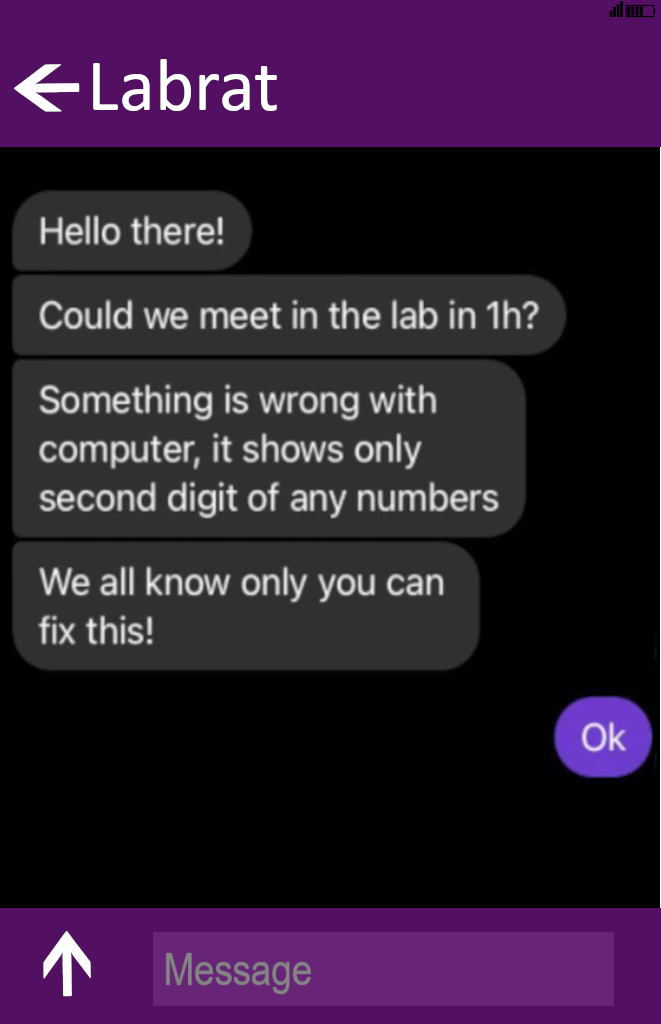 Labrat
Hello there!
Could we meet in the lab in 1h?
Something is wrong with
computer, it shows only
second digit of any numbers
We all know only you can
fix this!
Ok
Message